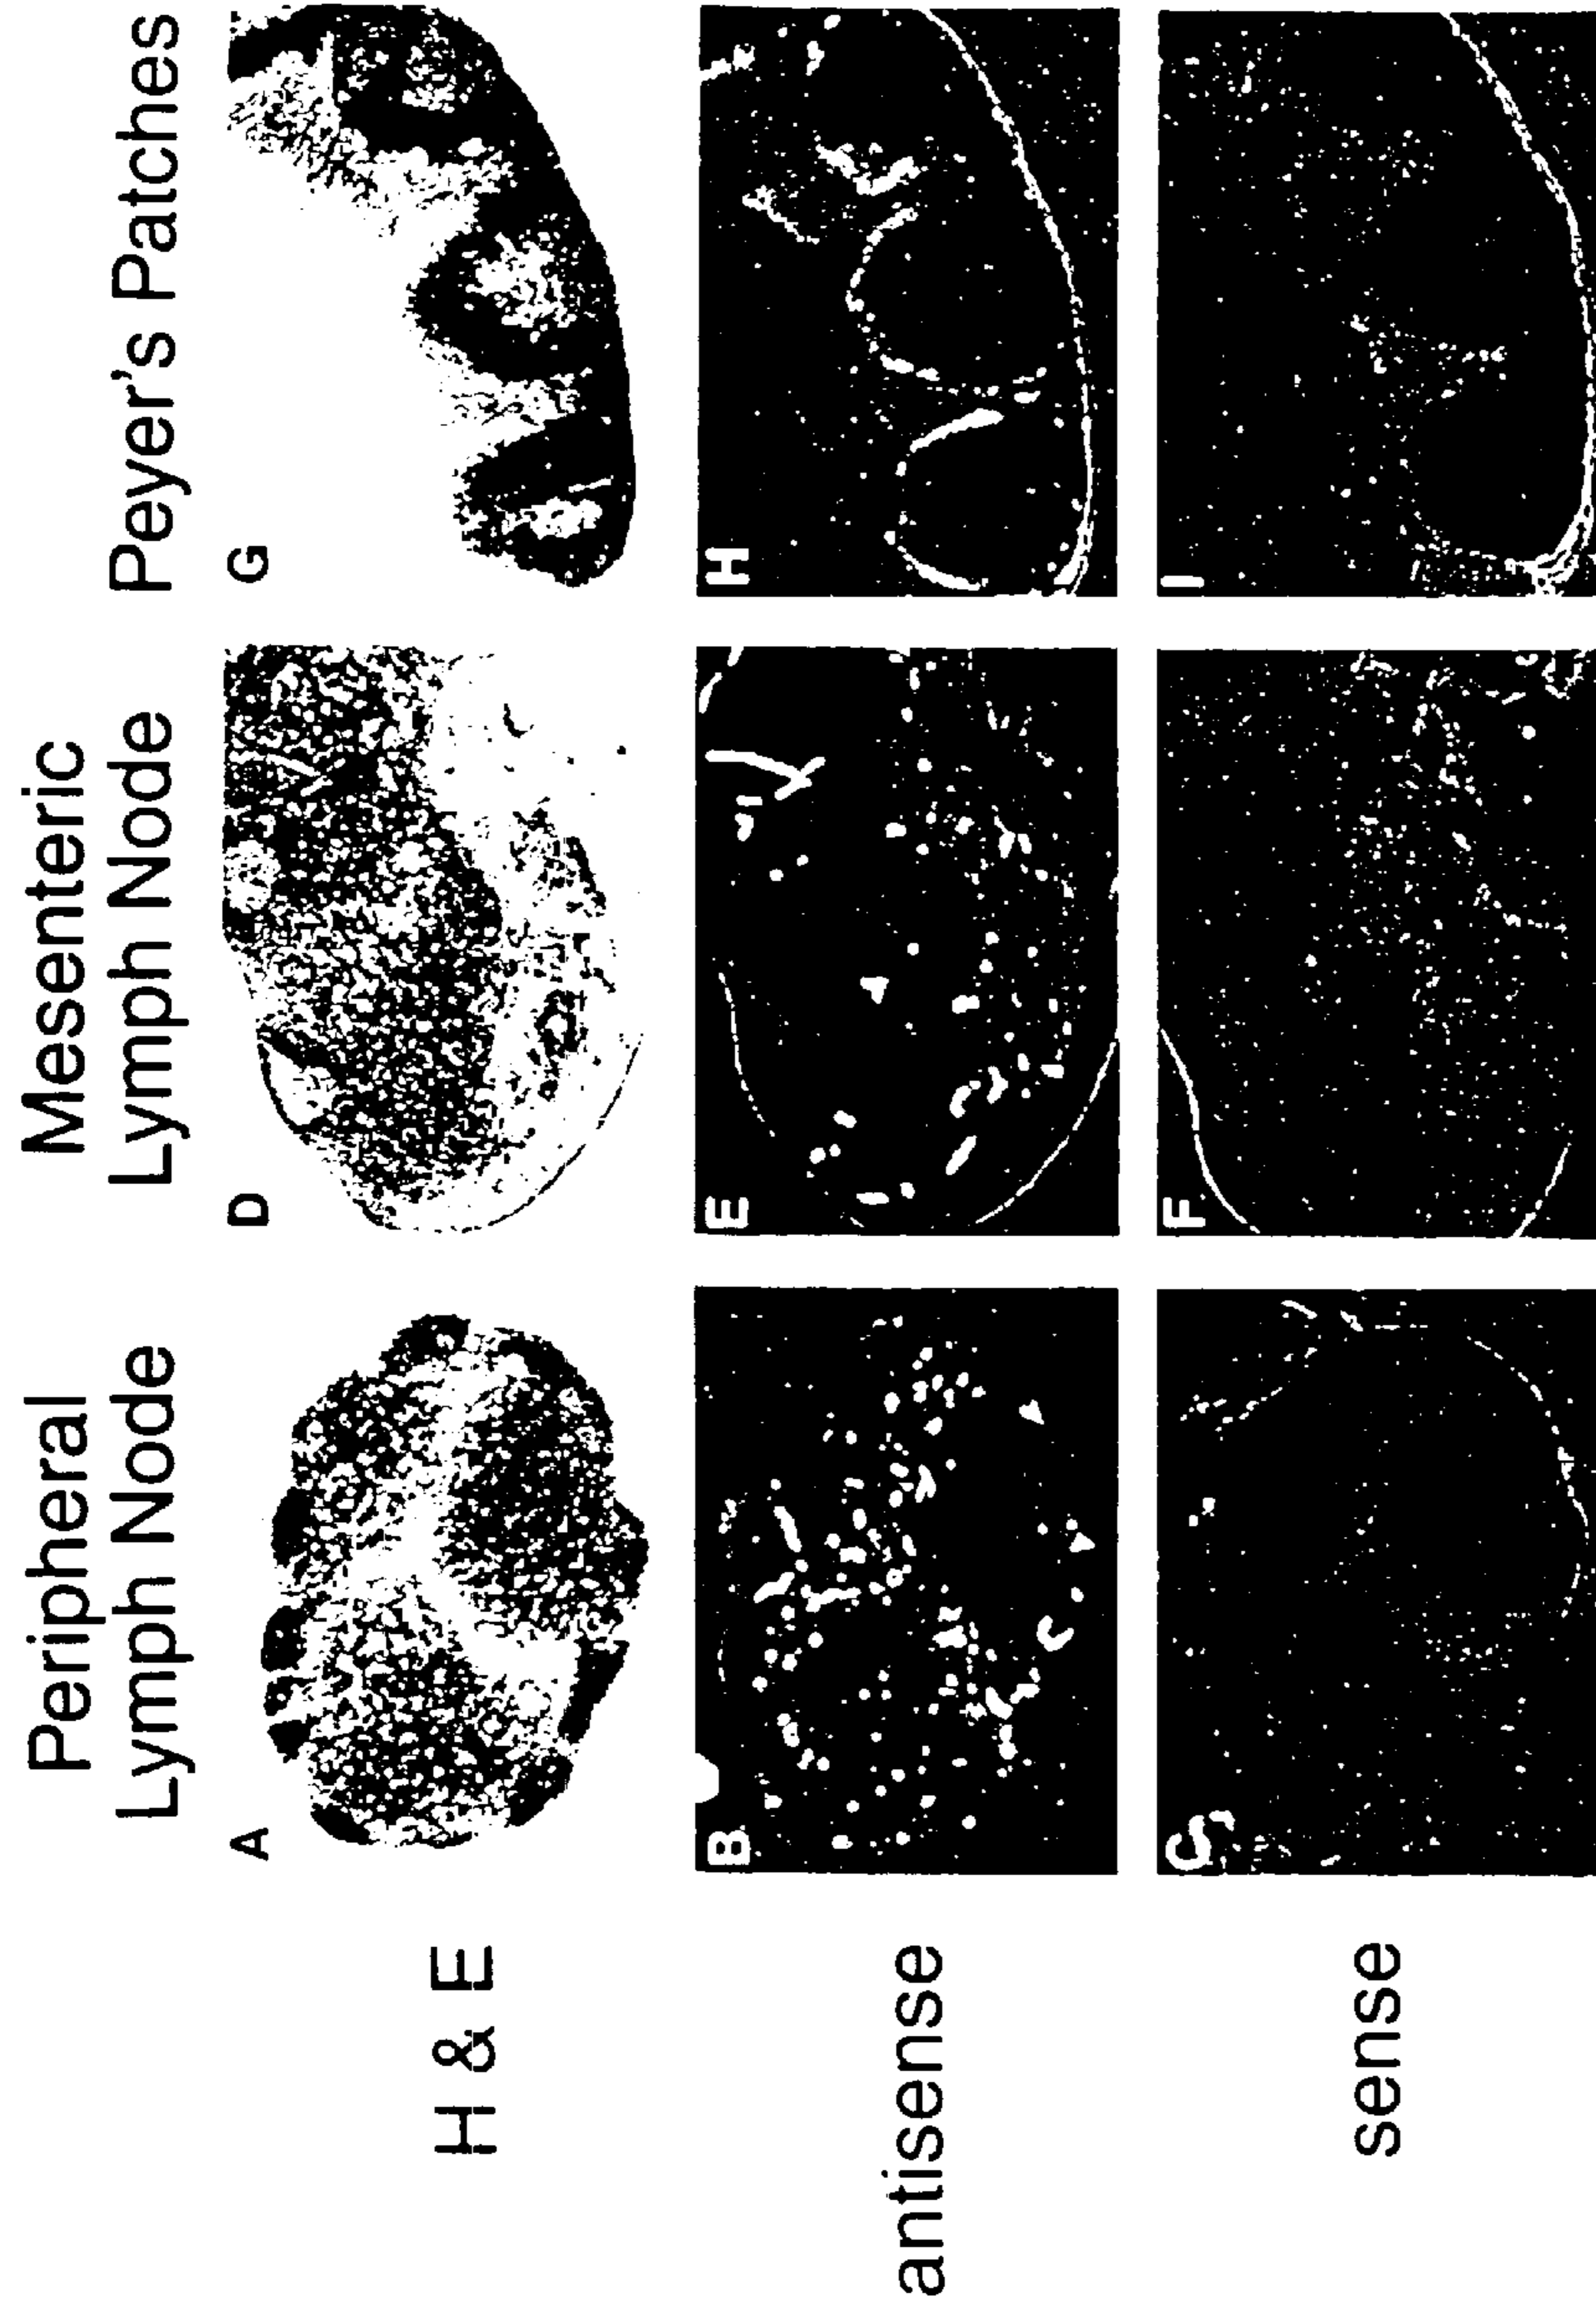 Peripheral
Lymph Node
Mesenteric
Lymph Node
Peyer's Patches
H & E
A
D
G
antisense
B
E
H
sense
C
F
I